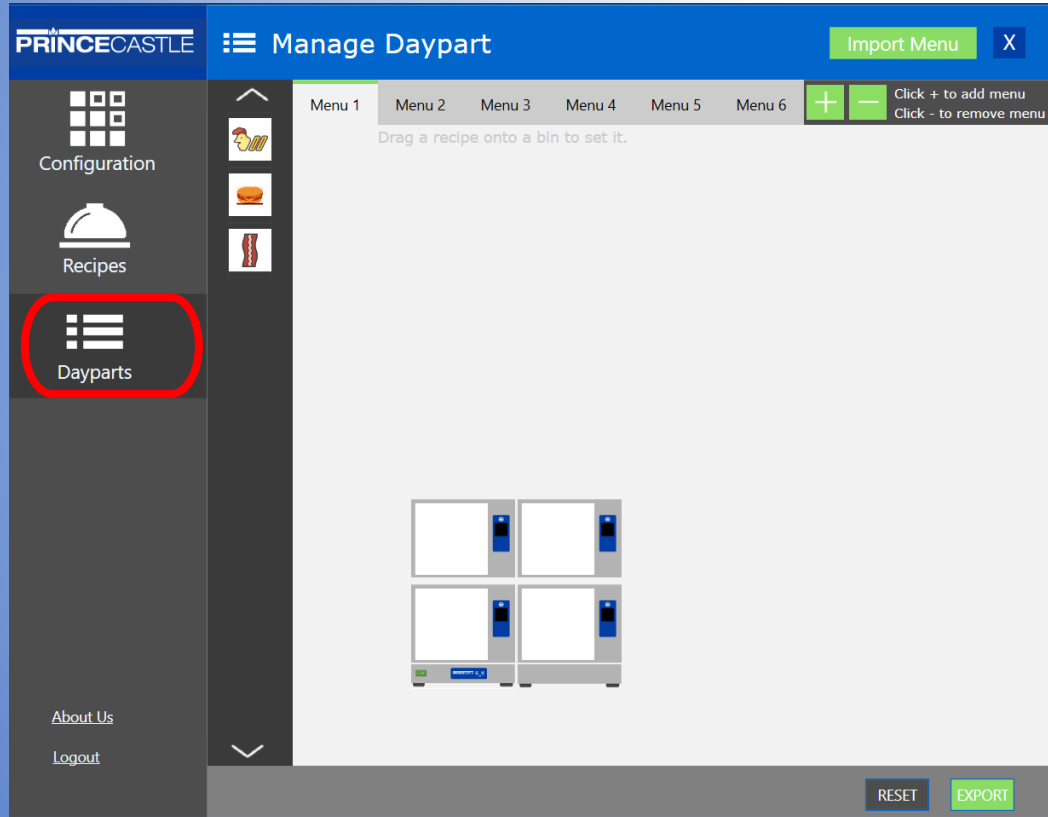 PRINCECASTLE
Manage Daypart
Import Menu
X
Configuration
Recipes
Dayparts
About Us
Logout
Menu 1
Menu 2
Menu 3
Menu 4
Menu 5
Menu 6
+
−
Click + to add menu
Click - to remove menu
Drag a recipe onto a bin to set it.
RESET
EXPORT